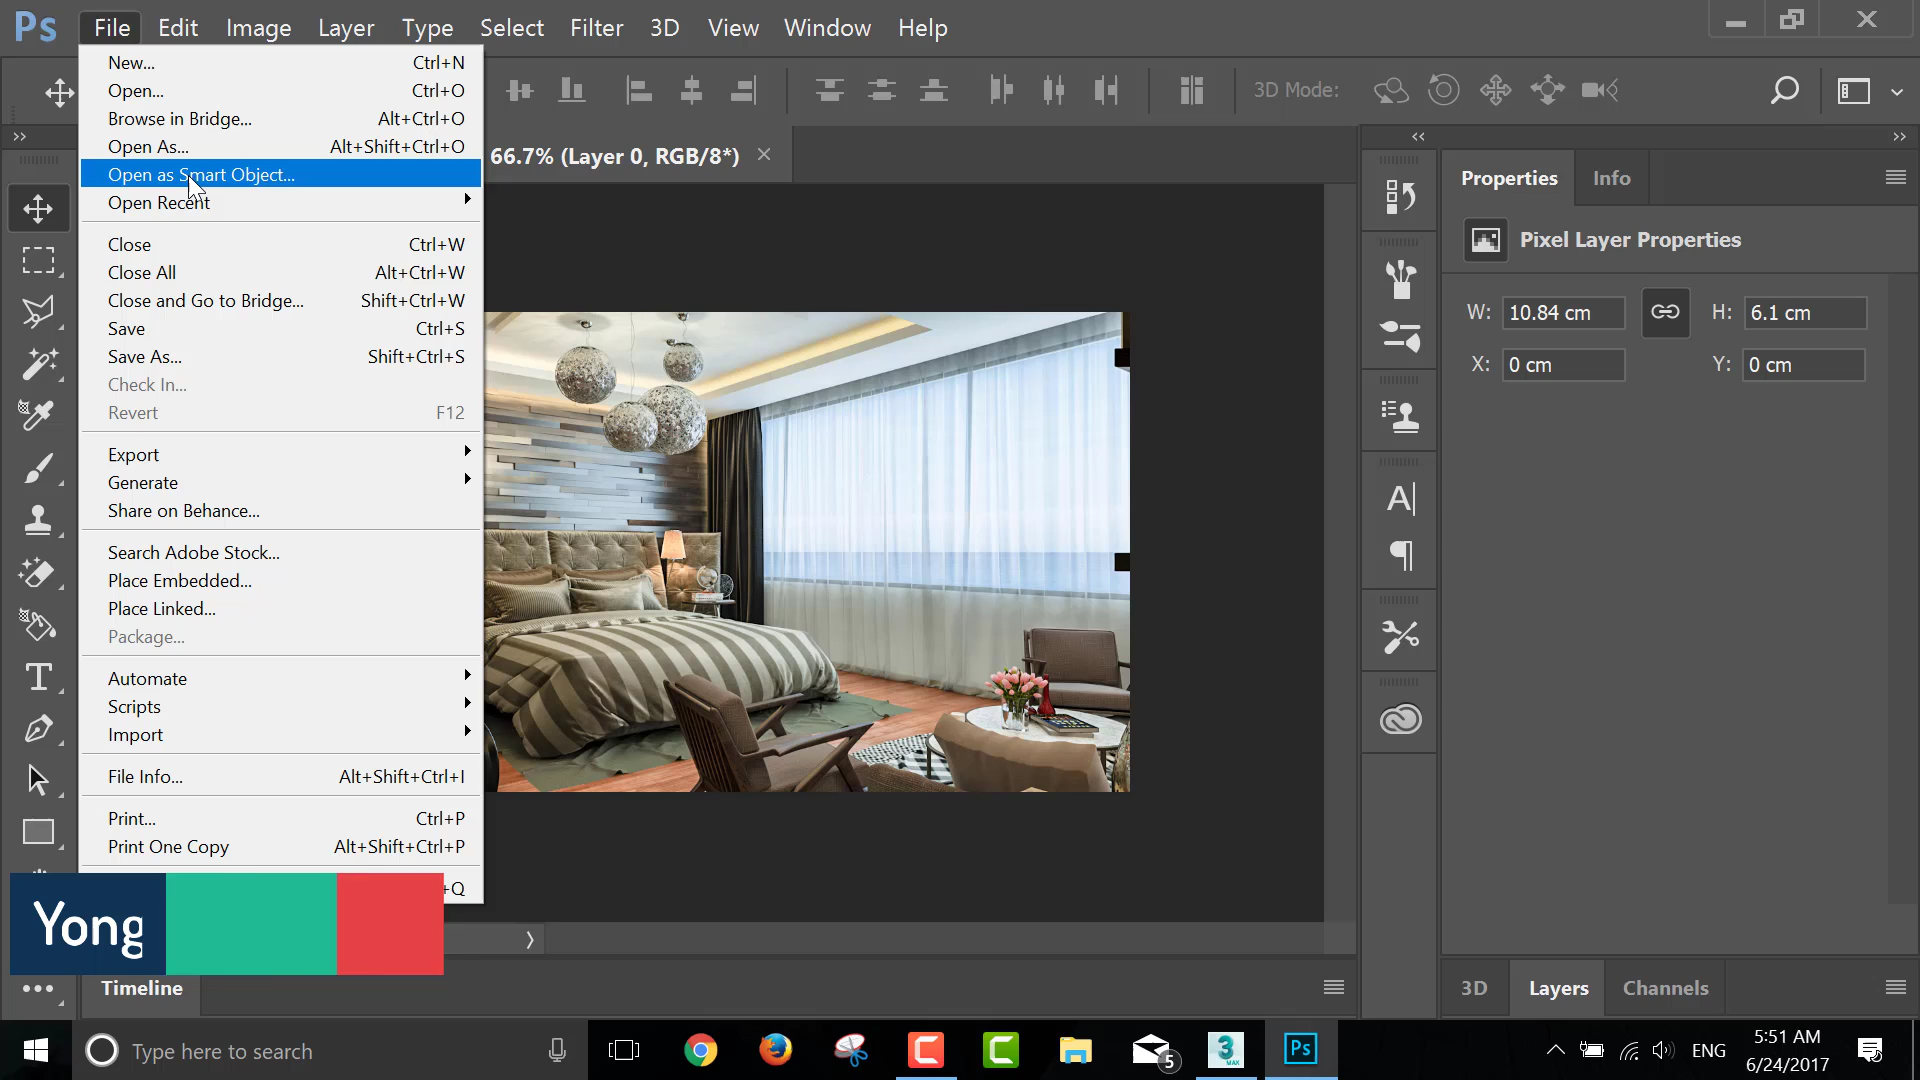 Ps File Edit Image Layer Type Select Filter 3D View Window Help
3D Mode:
66.7% (Layer 0, RGB/8*)
New... Ctrl+N
Open... Ctrl+O
Browse in Bridge... Alt+Ctrl+O
Open As... Alt+Shift+Ctrl+O
Open as Smart Object...
Open Recent
Close Ctrl+W
Close All Alt+Ctrl+W
Close and Go to Bridge... Shift+Ctrl+W
Save Ctrl+S
Save As... Shift+Ctrl+S
Check In...
Revert F12
Export
Generate
Share on Behance...
Search Adobe Stock...
Place Embedded...
Place Linked...
Package...
Automate
Scripts
Import
File Info... Alt+Shift+Ctrl+I
Print... Ctrl+P
Print One Copy Alt+Shift+Ctrl+P
+Q
Yong
Properties Info
Pixel Layer Properties
W: 10.84 cm H: 6.1 cm
X: 0 cm Y: 0 cm
Timeline
3D Layers Channels
Type here to search
5
3
MAX
Ps
ENG
5:51 AM
6/24/2017